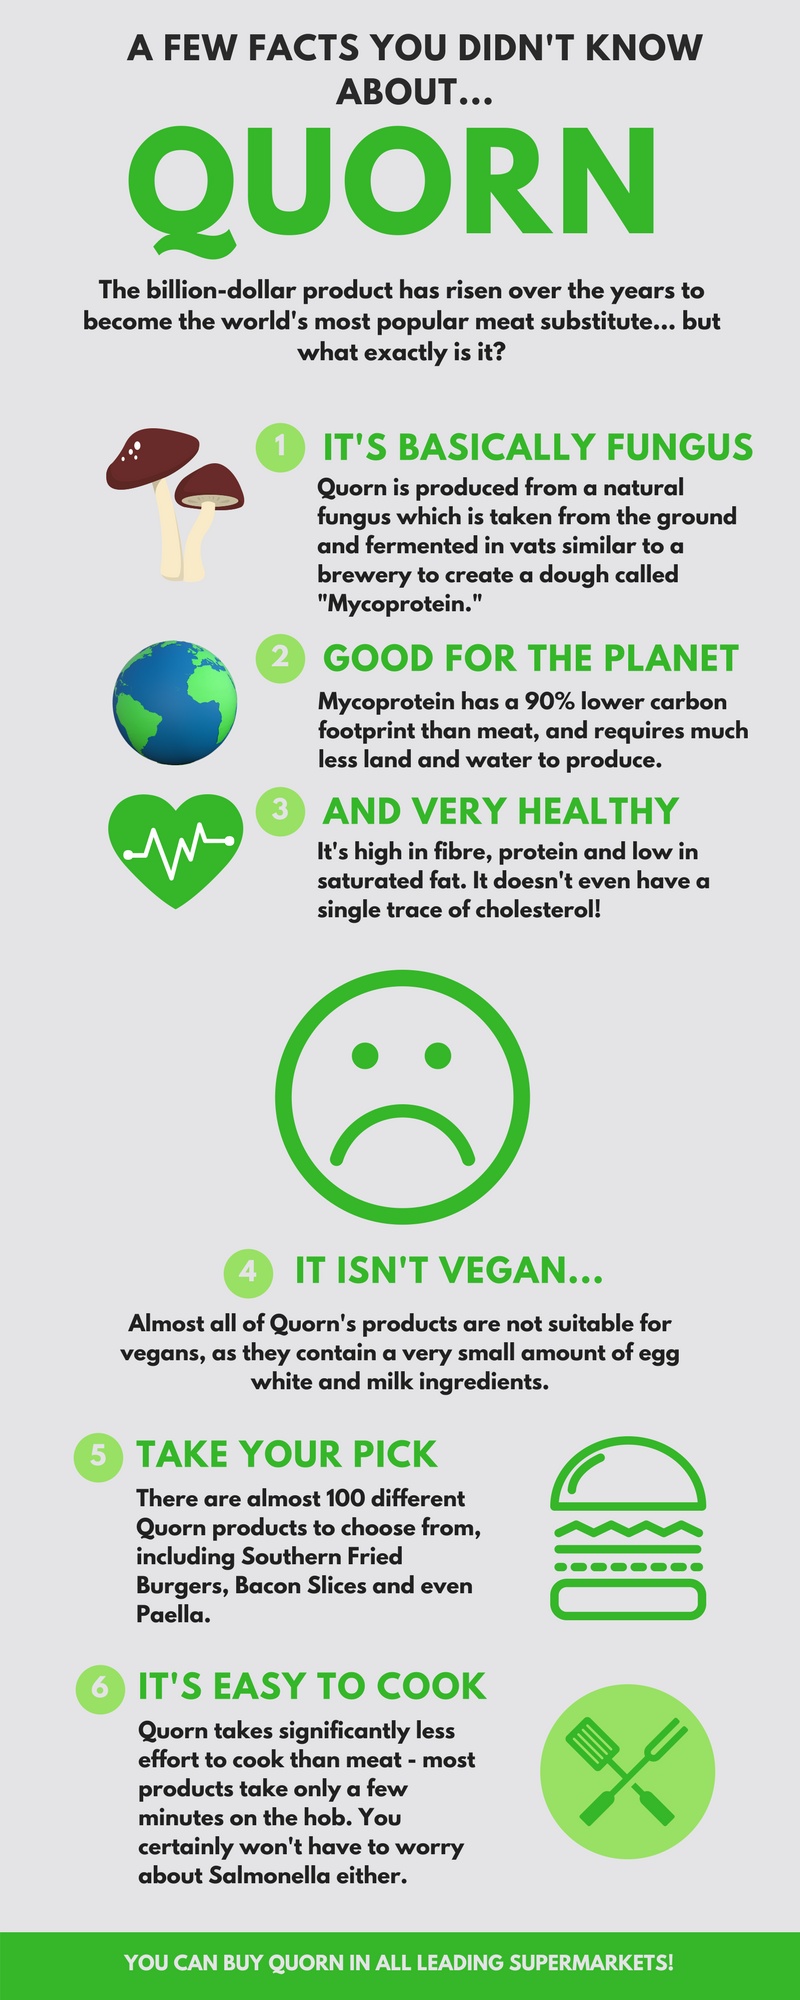 A FEW FACTS YOU DIDN'T KNOW
ABOUT...
QUORN
The billion-dollar product has risen over the years to
become the world's most popular meat substitute... but
what exactly is it?
1 IT'S BASICALLY FUNGUS
Quorn is produced from a natural
fungus which is taken from the ground
and fermented in vats similar to a
brewery to create a dough called
"Mycoprotein."
2 GOOD FOR THE PLANET
Mycoprotein has a 90% lower carbon
footprint than meat, and requires much
less land and water to produce.
3 AND VERY HEALTHY
It's high in fibre, protein and low in
saturated fat. It doesn't even have a
single trace of cholesterol!
4 IT ISN'T VEGAN...
Almost all of Quorn's products are not suitable for
vegans, as they contain a very small amount of egg
white and milk ingredients.
5 TAKE YOUR PICK
There are almost 100 different
Quorn products to choose from,
including Southern Fried
Burgers, Bacon Slices and even
Paella.
6 IT'S EASY TO COOK
Quorn takes significantly less
effort to cook than meat - most
products take only a few
minutes on the hob. You
certainly won't have to worry
about Salmonella either.
YOU CAN BUY QUORN IN ALL LEADING SUPERMARKETS!